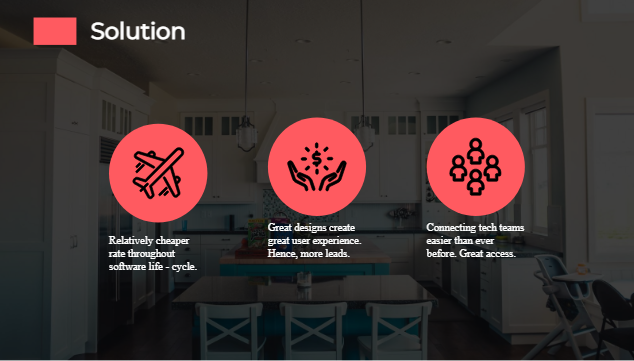 Solution
Relatively cheaper
rate throughout
software life - cycle.
Great designs create
great user experience.
Hence, more leads.
Connecting tech teams
easier than ever
before. Great access.